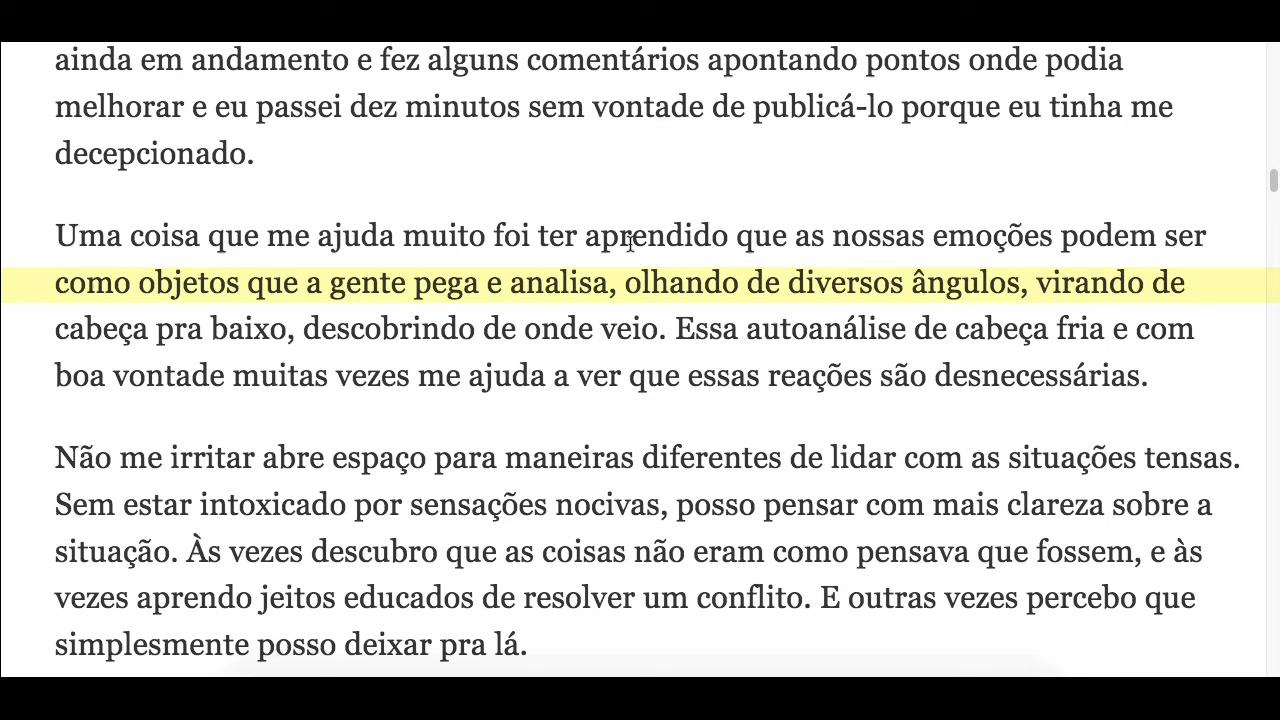 ainda em andamento e fez alguns comentários apontando pontos onde podia
melhorar e eu passei dez minutos sem vontade de publicá-lo porque eu tinha me
decepcionado.
Uma coisa que me ajuda muito foi ter aprendido que as nossas emoções podem ser
como objetos que a gente pega e analisa, olhando de diversos ângulos, virando de
cabeça pra baixo, descobrindo de onde veio. Essa autoanálise de cabeça fria e com
boa vontade muitas vezes me ajuda a ver que essas reações são desnecessárias.
Não me irritar abre espaço para maneiras diferentes de lidar com as situações tensas.
Sem estar intoxicado por sensações nocivas, posso pensar com mais clareza sobre a
situação. Às vezes descubro que as coisas não eram como pensava que fossem, e às
vezes aprendo jeitos educados de resolver um conflito. E outras vezes percebo que
simplesmente posso deixar pra lá.